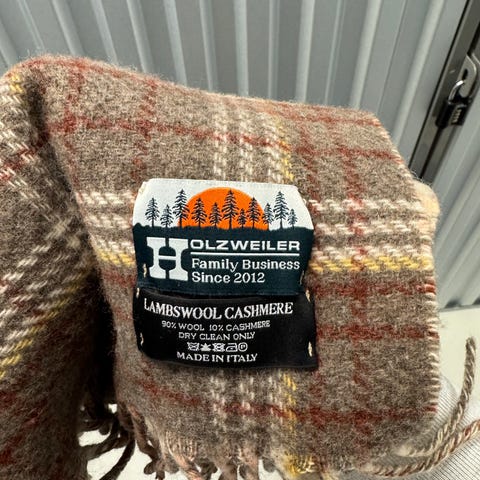 HOLZWEILER
Family Business
Since 2012
LAMBSWOOL CASHMERE
90% WOOL 10% CASHMERE
DRY CLEAN ONLY
MADE IN ITALY